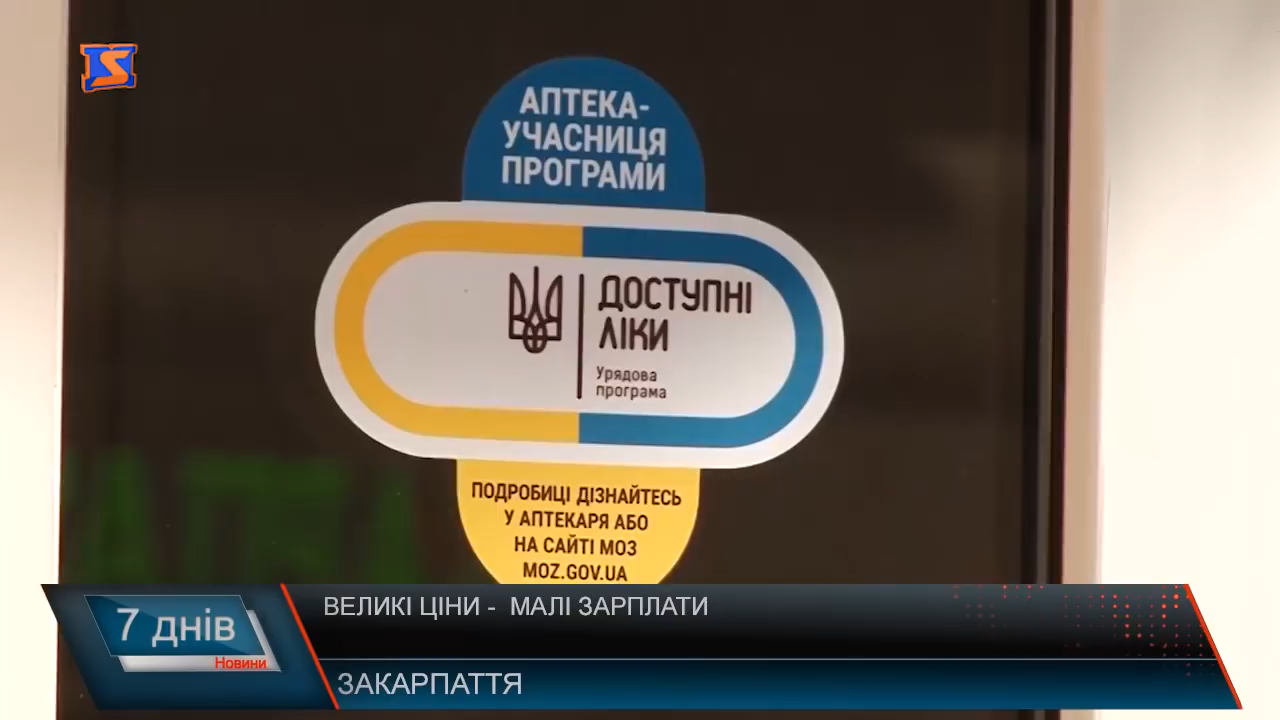 АПТЕКА-
УЧАСНИЦЯ
ПРОГРАМИ
ДОСТУПНІ
ЛІКИ
Урядова
програма
ПОДРОБИЦІ ДІЗНАЙТЕСЬ
У АПТЕКАРЯ АБО
НА САЙТІ МОЗ
MOZ.GOV.UA
7 днів
Новини
ВЕЛИКІ ЦІНИ - МАЛІ ЗАРПЛАТИ
ЗАКАРПАТТЯ